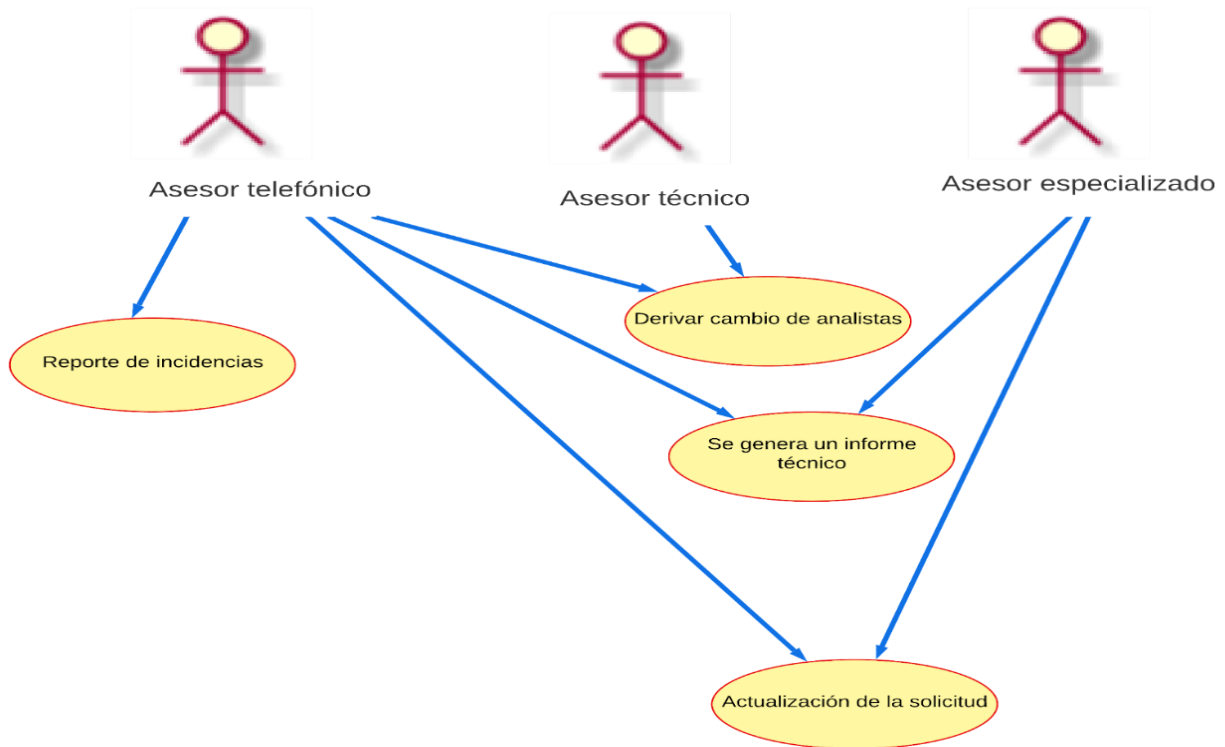 Asesor telefónico
Asesor técnico
Asesor especializado
Reporte de incidencias
Derivar cambio de analistas
Se genera un informe
técnico
Actualización de la solicitud